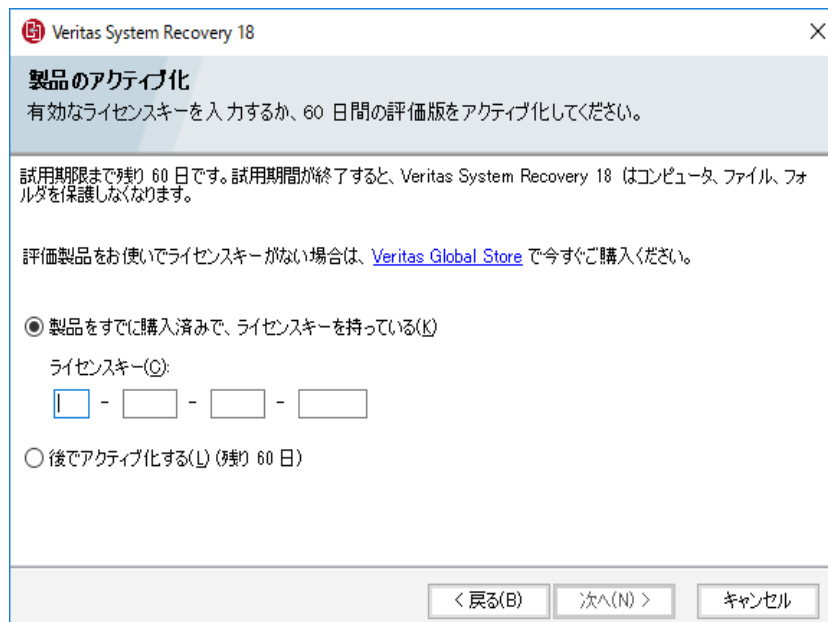 Veritas System Recovery 18
製品のアクティブ化
有効なライセンスキーを入力するか、60 日間の評価版をアクティブ化してください。
試用期限まで残り 60 日です。試用期間が終了すると、Veritas System Recovery 18 はコンピュータ、ファイル、フォ
ルダを保護しなくなります。
評価製品をお使いでライセンスキーがない場合は、Veritas Global Store で今すぐご購入ください。
製品をすでに購入済みで、ライセンスキーを持っている(K)
ライセンスキー(C):
- - -
後でアクティブ化する(L) (残り 60 日)
< 戻る(B) 次へ(N) > キャンセル